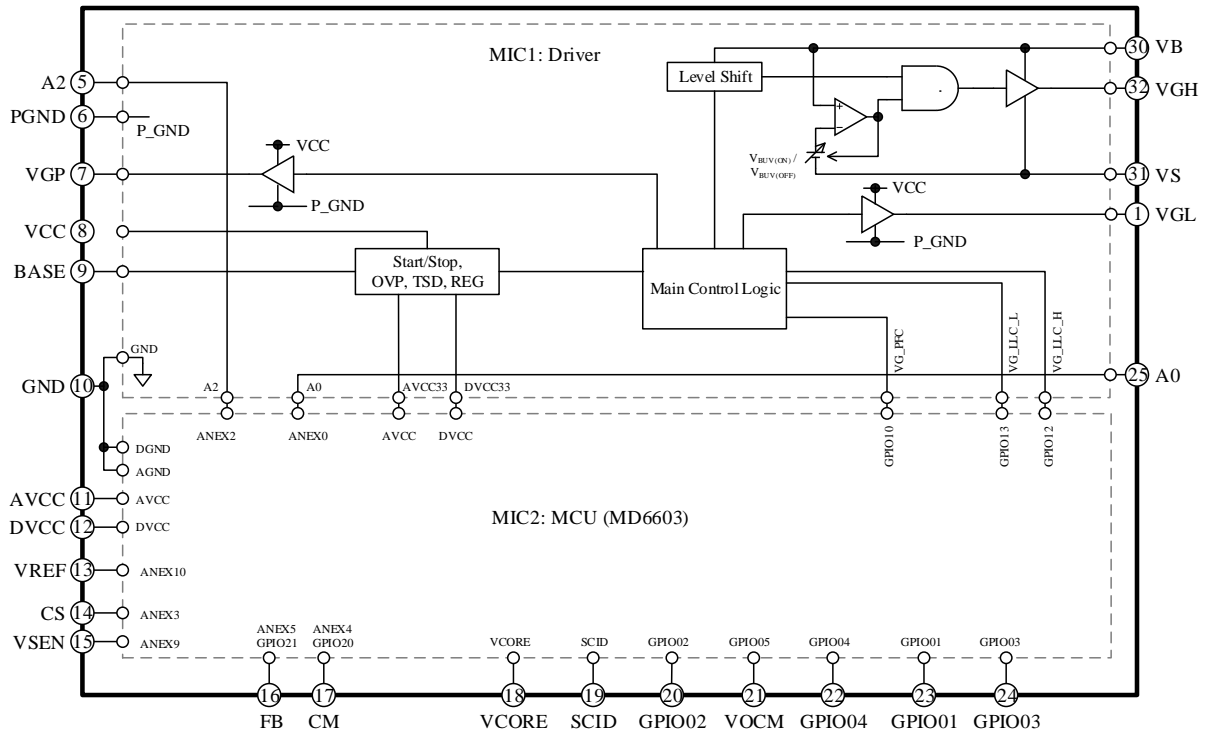 MIC1: Driver
30 VB
Level Shift
A2 5
32 VGH
PGND 6
P_GND
+
−
VCC
VBUV(ON) /
VBUV(OFF)
VGP 7
31 VS
VCC
P_GND
1 VGL
VCC 8
P_GND
BASE 9
Start/Stop,
OVP, TSD, REG
Main Control Logic
VG_PFC
VG_LLC_L
VG_LLC_H
GND
GND 10
25 A0
A2
A0
AVCC33
DVCC33
ANEX2
ANEX0
AVCC
DVCC
GPIO10
GPIO13
GPIO12
DGND
AGND
AVCC 11 AVCC
DVCC 12 DVCC
MIC2: MCU (MD6603)
VREF 13 ANEX10
CS 14 ANEX3
VSEN 15 ANEX9
ANEX5
GPIO21
ANEX4
GPIO20
VCORE
SCID
GPIO02
GPIO05
GPIO04
GPIO01
GPIO03
16
17
18
19
20
21
22
23
24
FB
CM
VCORE
SCID
GPIO02
VOCM
GPIO04
GPIO01
GPIO03